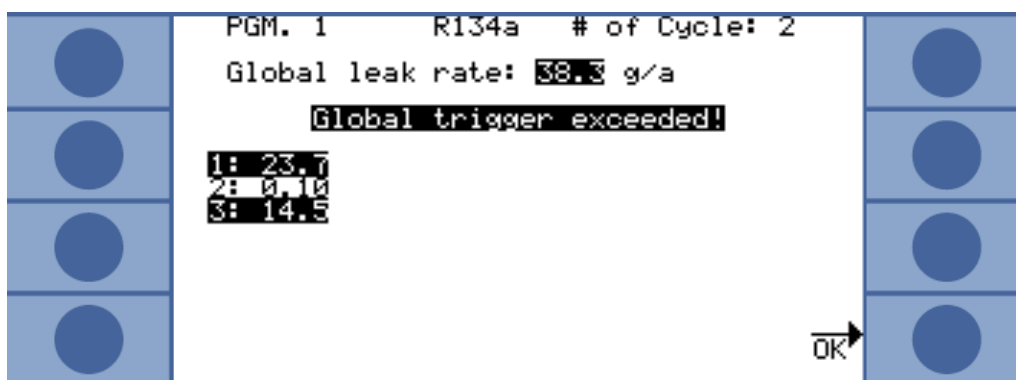 PGM. 1 R134a # of Cycle: 2
Global leak rate: 38.3 g/a
Global trigger exceeded!
1: 23.7
2: 0.10
3: 14.5
OK